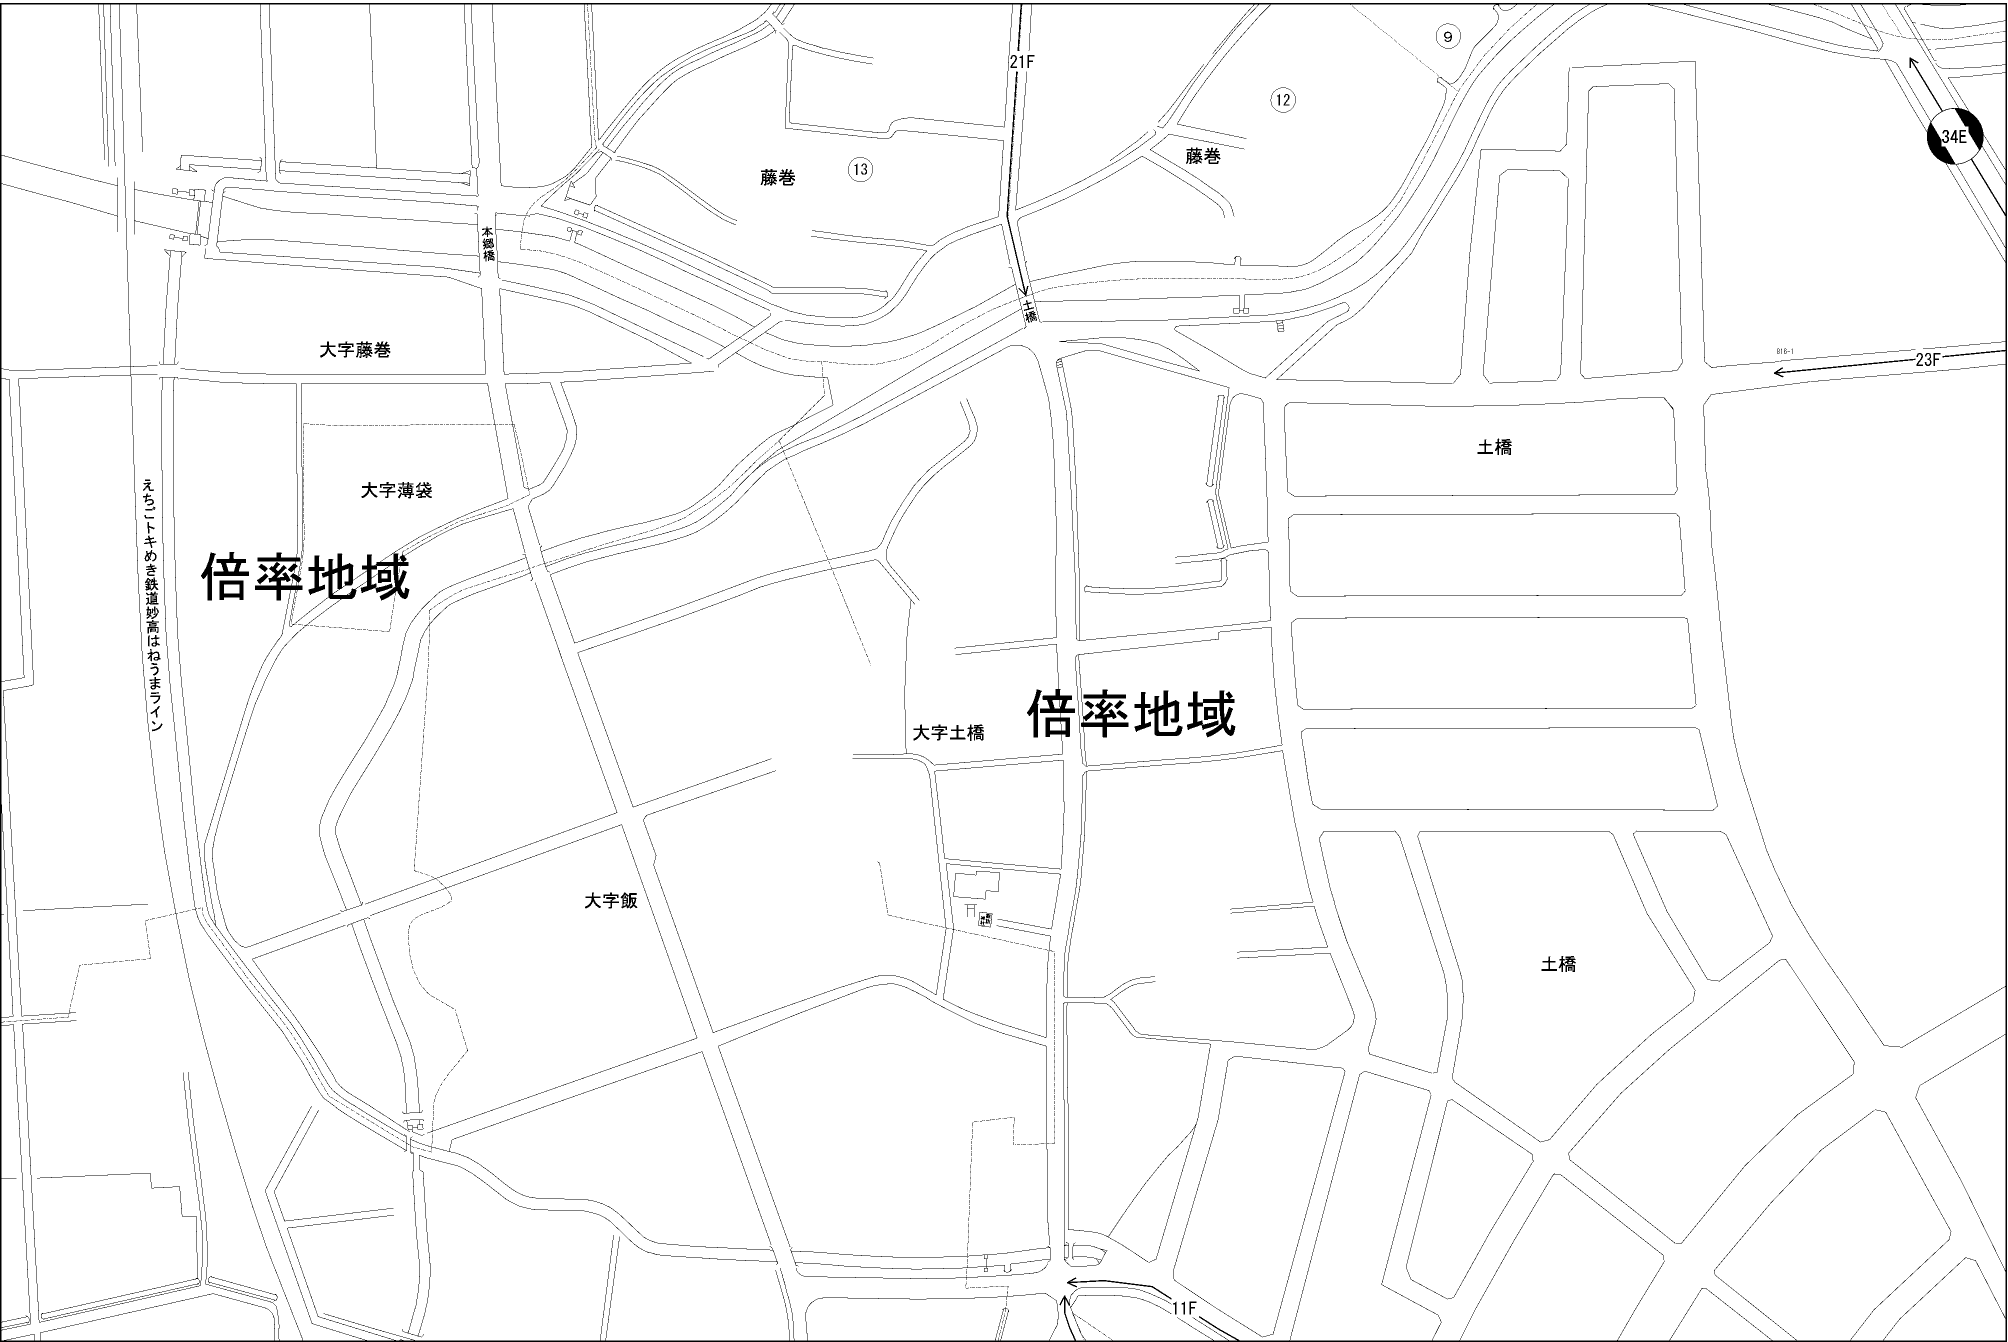 21F
9
12
34E
藤巻
13
藤巻
本郷橋
土橋
大字藤巻
816-1
23F
土橋
大字薄袋
えちごトキめき鉄道妙高はねうまライン
倍率地域
倍率地域
大字土橋
大字飯
土橋
11F